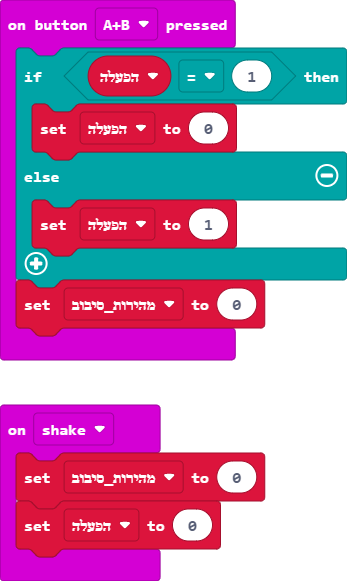 on button A+B pressed
if הפעלה = 1 then
set הפעלה to 0
else
set הפעלה to 1
set מהירות_סיבוב to 0
on shake
set מהירות_סיבוב to 0
set הפעלה to 0